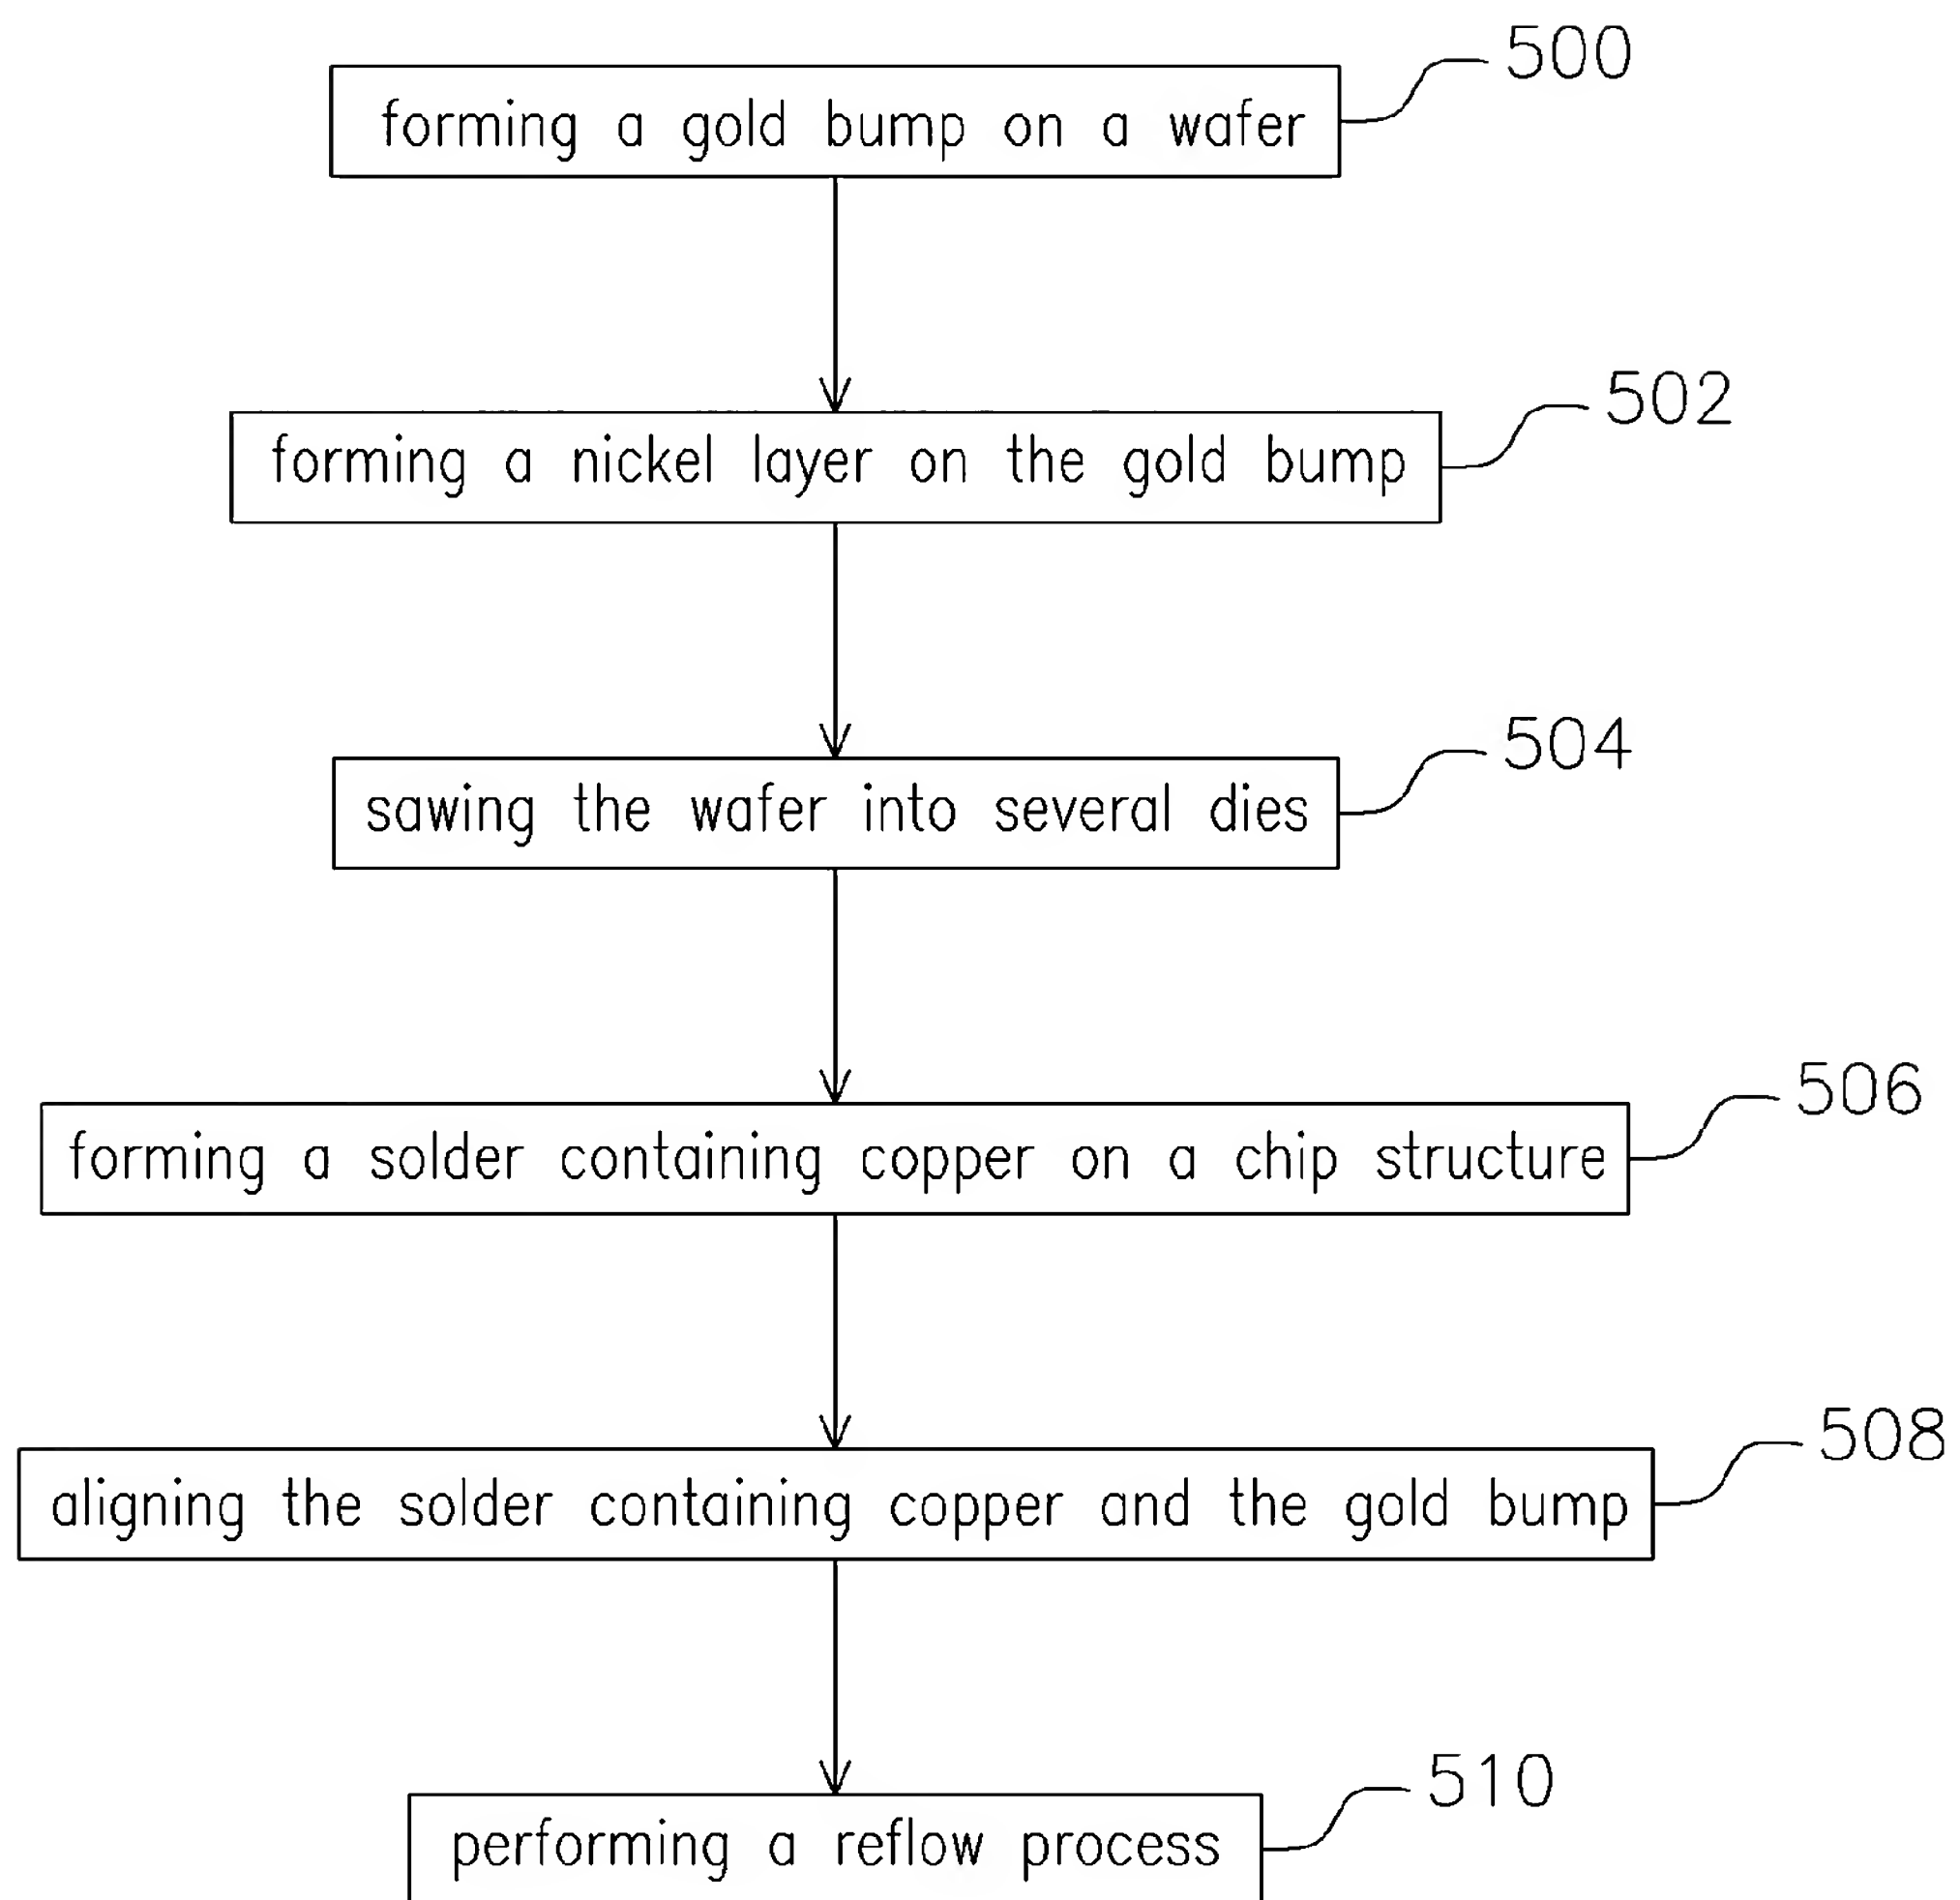 500
forming a gold bump on a wafer
502
forming a nickel layer on the gold bump
504
sawing the wafer into several dies
506
forming a solder containing copper on a chip structure
508
aligning the solder containing copper and the gold bump
510
performing a reflow process